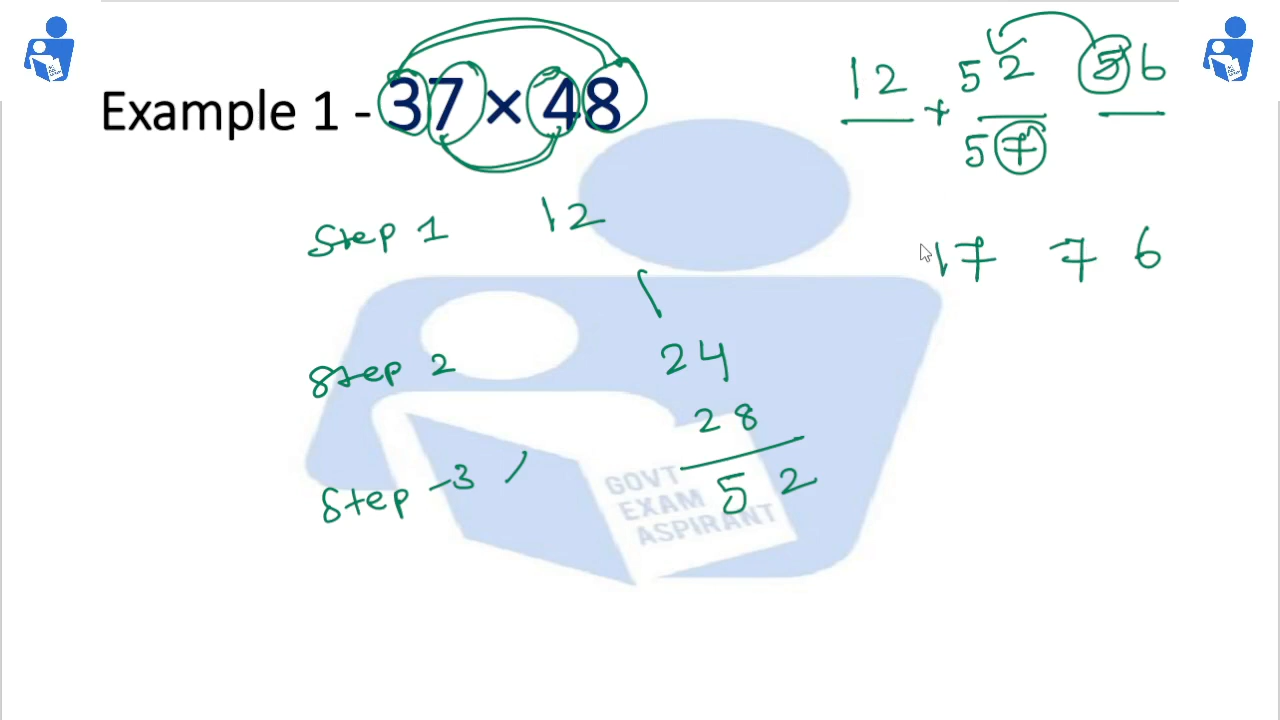 Example 1 - 37×48
12 + 52 56
57
Step 1 12
17 7 6
Step 2 24
28
Step -3 52
GOVT
EXAM
ASPIRANT